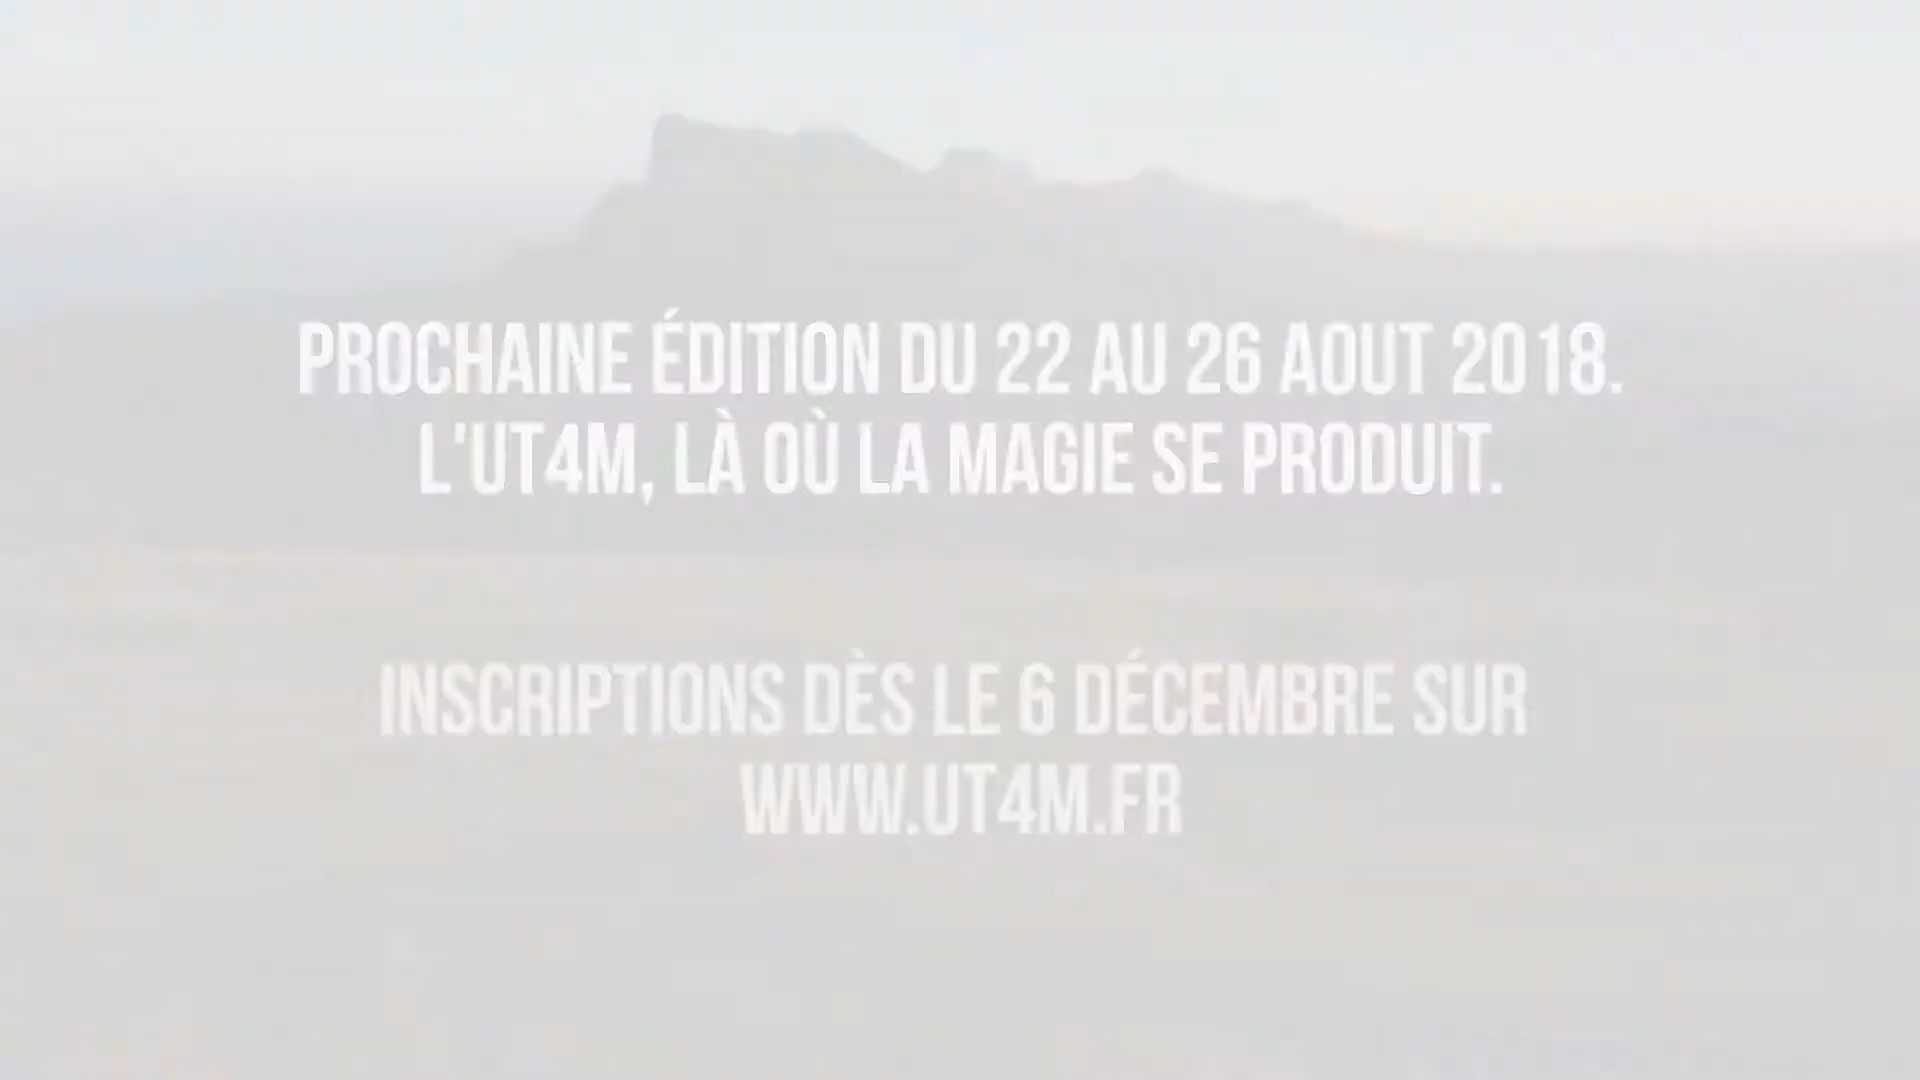 PROCHAINE ÉDITION DU 22 AU 26 AOUT 2018.
L'UT4M, LÀ OÙ LA MAGIE SE PRODUIT.
INSCRIPTIONS DÈS LE 6 DÉCEMBRE SUR
WWW.UT4M.FR